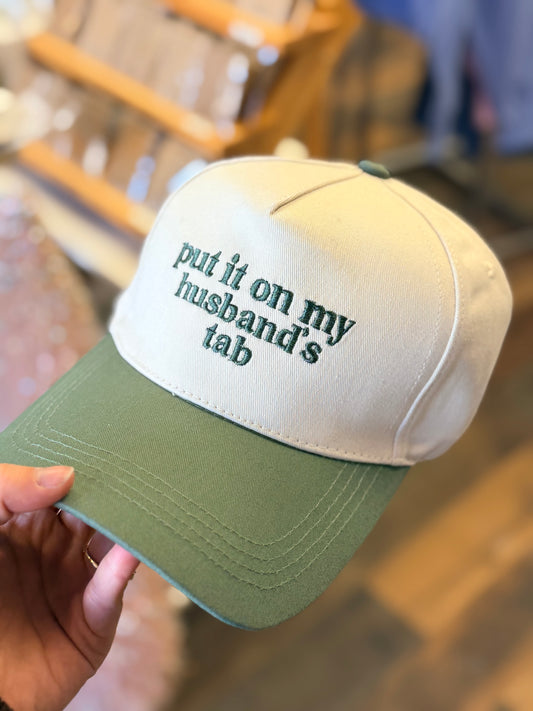 put it on my
husband's
tab